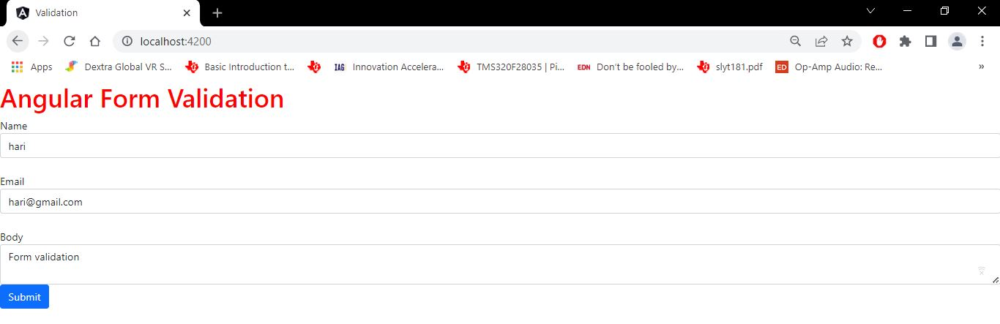 Validation
localhost:4200
Apps Dextra Global VR S... Basic Introduction t... IAG Innovation Accelera... TMS320F28035 | Pi... EDN Don't be fooled by... slyt181.pdf ED Op-Amp Audio: Re... »
Angular Form Validation
Name
hari
Email
hari@gmail.com
Body
Form validation
Submit